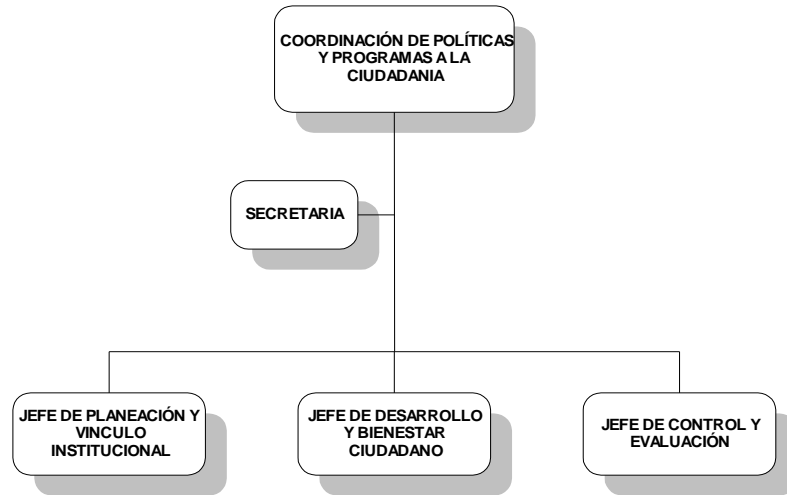 COORDINACIÓN DE POLÍTICAS
Y PROGRAMAS A LA
CIUDADANIA
SECRETARIA
JEFE DE PLANEACIÓN Y
VINCULO
INSTITUCIONAL
JEFE DE DESARROLLO
Y BIENESTAR
CIUDADANO
JEFE DE CONTROL Y
EVALUACIÓN